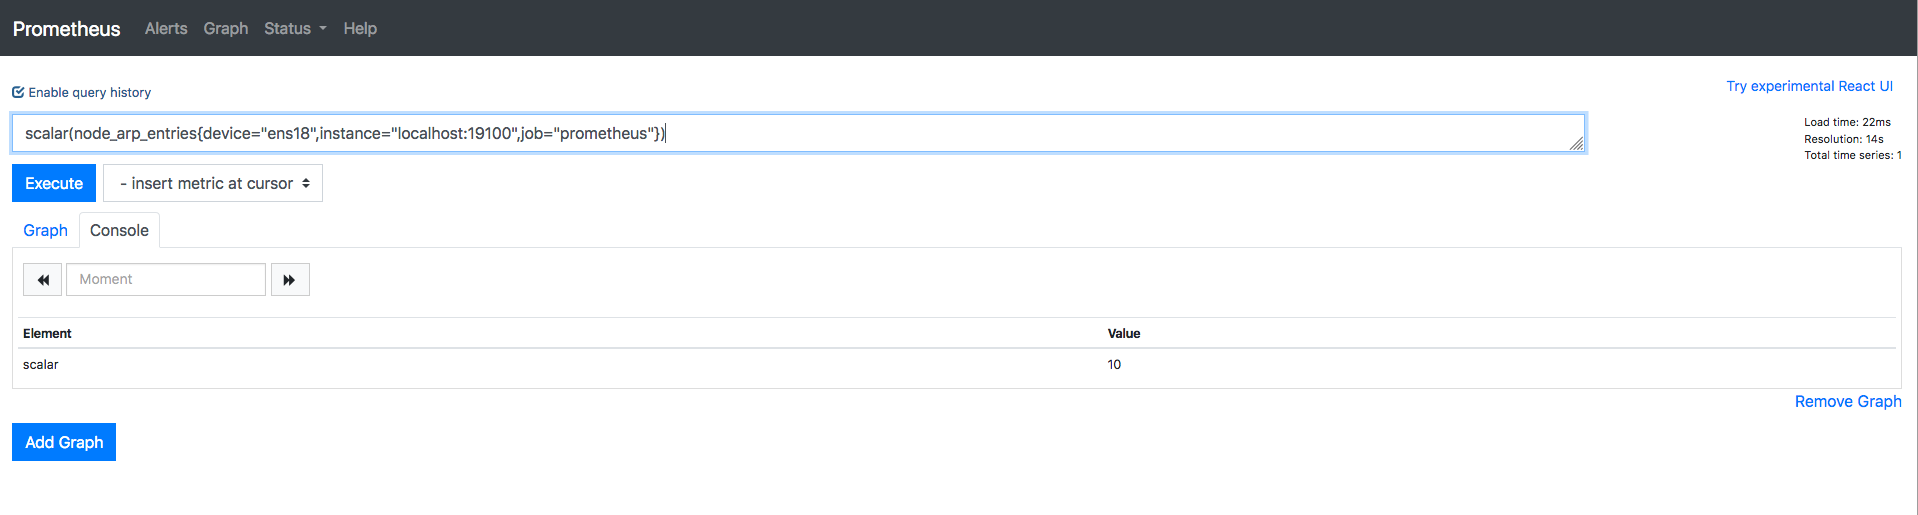 Prometheus Alerts Graph Status Help
Enable query history
Try experimental React UI
scalar(node_arp_entries{device="ens18",instance="localhost:19100",job="prometheus"})
Load time: 22ms
Resolution: 14s
Total time series: 1
Execute - insert metric at cursor
Graph Console
Moment
Element Value
scalar 10
Remove Graph
Add Graph